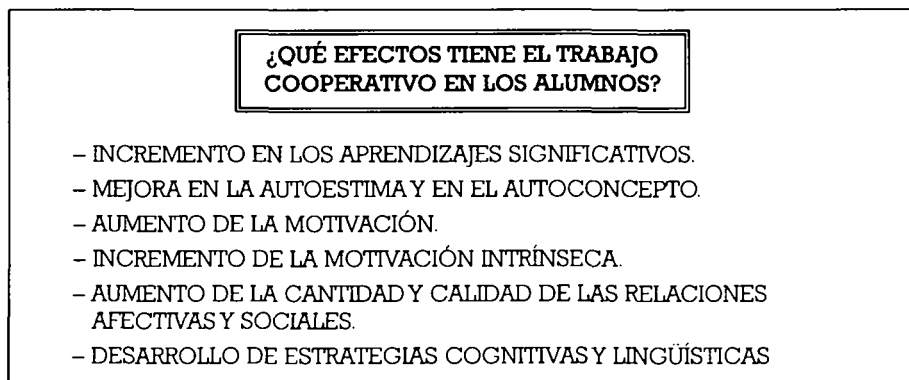 ¿QUÉ EFECTOS TIENE EL TRABAJO
COOPERATIVO EN LOS ALUMNOS?
– INCREMENTO EN LOS APRENDIZAJES SIGNIFICATIVOS.
– MEJORA EN LA AUTOESTIMA Y EN EL AUTOCONCEPTO.
– AUMENTO DE LA MOTIVACIÓN.
– INCREMENTO DE LA MOTIVACIÓN INTRÍNSECA.
– AUMENTO DE LA CANTIDAD Y CALIDAD DE LAS RELACIONES
AFECTIVAS Y SOCIALES.
– DESARROLLO DE ESTRATEGIAS COGNITIVAS Y LINGÜÍSTICAS